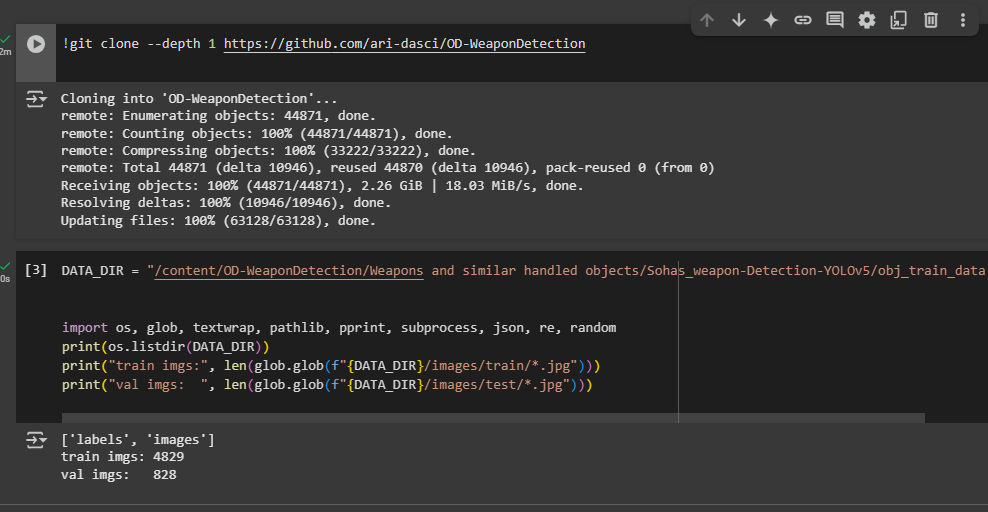 !git clone --depth 1 https://github.com/ari-dasci/OD-WeaponDetection
2m
Cloning into 'OD-WeaponDetection'...
remote: Enumerating objects: 44871, done.
remote: Counting objects: 100% (44871/44871), done.
remote: Compressing objects: 100% (33222/33222), done.
remote: Total 44871 (delta 10946), reused 44870 (delta 10946), pack-reused 0 (from 0)
Receiving objects: 100% (44871/44871), 2.26 GiB | 18.03 MiB/s, done.
Resolving deltas: 100% (10946/10946), done.
Updating files: 100% (63128/63128), done.
[3] DATA_DIR = "/content/OD-WeaponDetection/Weapons and similar handled objects/Sohas_weapon-Detection-YOLOv5/obj_train_data
0s
import os, glob, textwrap, pathlib, pprint, subprocess, json, re, random
print(os.listdir(DATA_DIR))
print("train imgs:", len(glob.glob(f"{DATA_DIR}/images/train/*.jpg")))
print("val imgs:  ", len(glob.glob(f"{DATA_DIR}/images/test/*.jpg")))
['labels', 'images']
train imgs: 4829
val imgs:   828